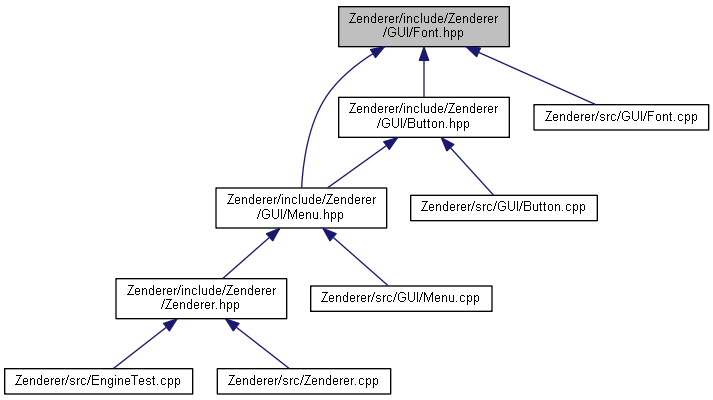 Zenderer/include/Zenderer
/GUI/Font.hpp
Zenderer/include/Zenderer
/GUI/Button.hpp
Zenderer/src/GUI/Font.cpp
Zenderer/include/Zenderer
/GUI/Menu.hpp
Zenderer/src/GUI/Button.cpp
Zenderer/include/Zenderer
/Zenderer.hpp
Zenderer/src/GUI/Menu.cpp
Zenderer/src/EngineTest.cpp
Zenderer/src/Zenderer.cpp